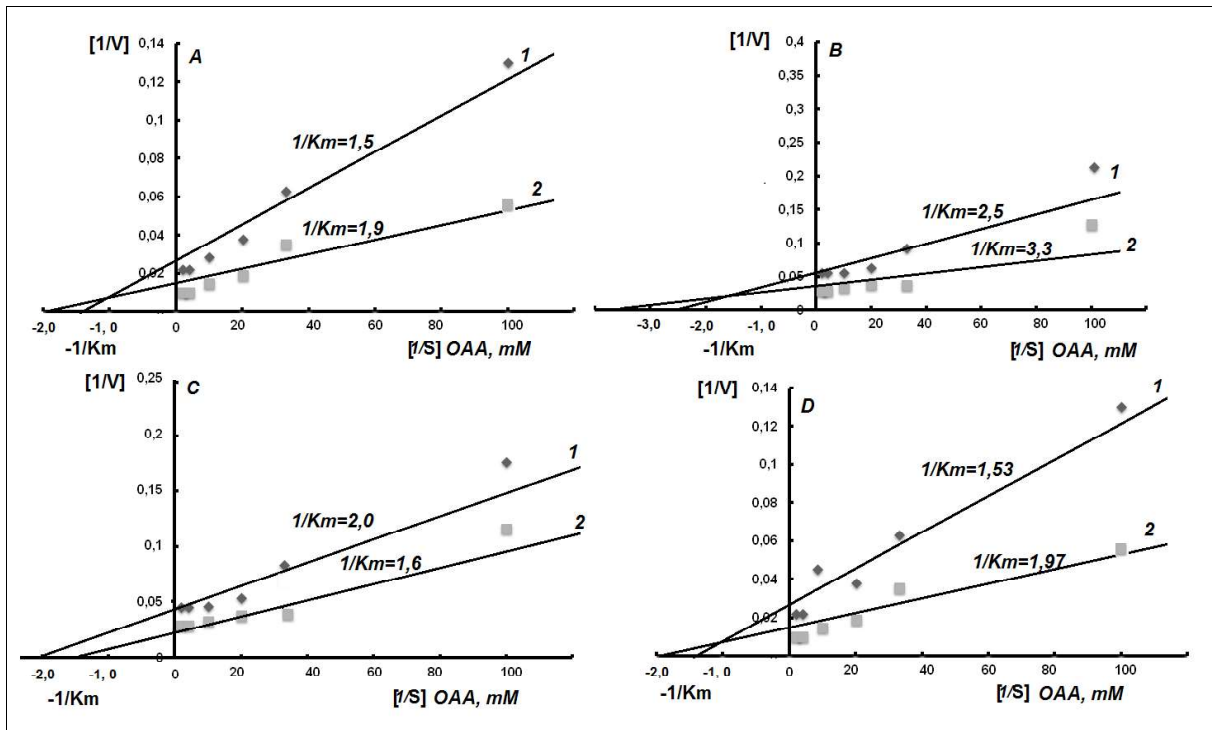 [1/V]
A
0,14
0,12
0,1
0,08
0,06
0,04
0,02
0
1
1/Km=1,5
2
1/Km=1,9
-2,0 -1, 0 0 20 40 60 80 100
-1/Km
[1/S] OAA, mM
[1/V]
B
0,4
0,35
0,3
0,25
0,2
0,15
0,1
0,05
0
1
1/Km=2,5
1/Km=3,3
2
-3,0 -2,0 -1, 0 0 20 40 60 80 100
-1/Km
[1/S] OAA, mM
[1/V]
C
0,25
0,2
0,15
0,1
0,05
0
1
1/Km=2,0
2
1/Km=1,6
-2,0 -1, 0 0 20 40 60 80 100
-1/Km
[1/S] OAA, mM
[1/V]
D
0,14
0,12
0,1
0,08
0,06
0,04
0,02
0
1
1/Km=1,53
2
1/Km=1,97
-2,0 -1, 0 0 20 40 60 80 100
-1/Km
[1/S] OAA, mM